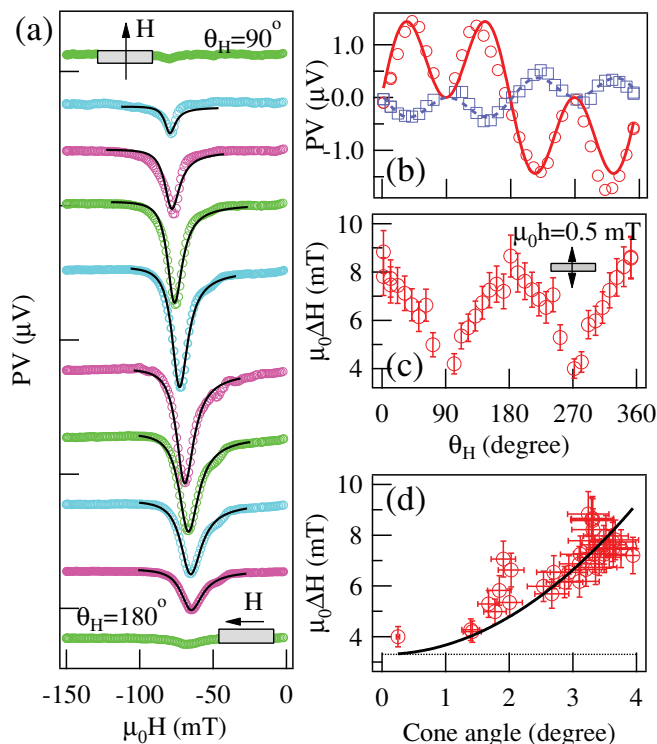 (a)
H
θH=90°
PV (μV)
θH=180°
H
-150
-100
-50
0
μ0H (mT)
PV (μV)
1.0
-0.0
-1.0
(b)
μ0ΔH (mT)
8
6
4
μ0h=0.5 mT
(c)
0
90
180
270
360
θH (degree)
(d)
μ0ΔH (mT)
10
8
6
4
0
1
2
3
4
Cone angle (degree)